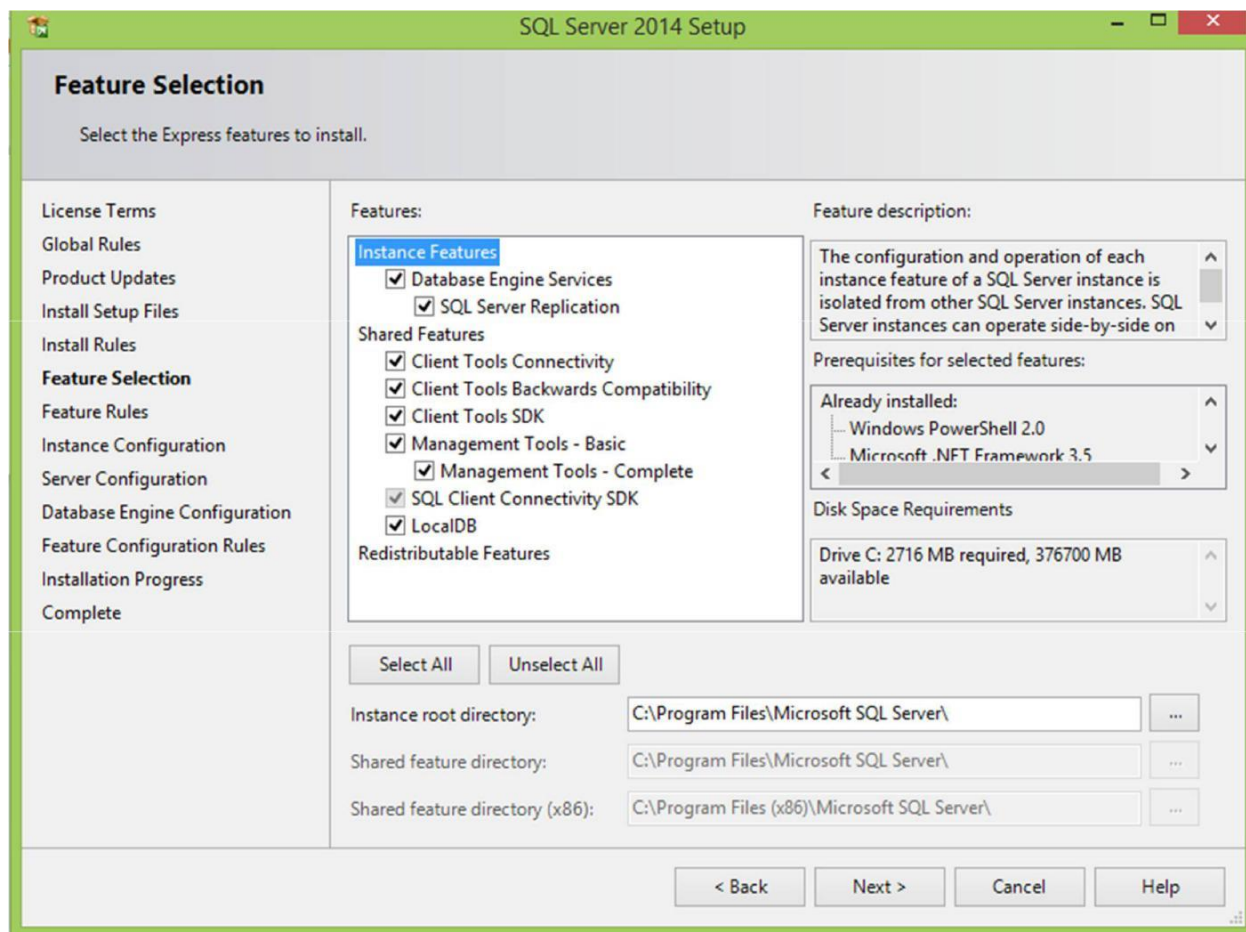 SQL Server 2014 Setup
Feature Selection
Select the Express features to install.
License Terms
Global Rules
Product Updates
Install Setup Files
Install Rules
Feature Selection
Feature Rules
Instance Configuration
Server Configuration
Database Engine Configuration
Feature Configuration Rules
Installation Progress
Complete
Features:
Instance Features
Database Engine Services
SQL Server Replication
Shared Features
Client Tools Connectivity
Client Tools Backwards Compatibility
Client Tools SDK
Management Tools - Basic
Management Tools - Complete
SQL Client Connectivity SDK
LocalDB
Redistributable Features
Feature description:
The configuration and operation of each
instance feature of a SQL Server instance is
isolated from other SQL Server instances. SQL
Server instances can operate side-by-side on
Prerequisites for selected features:
Already installed:
Windows PowerShell 2.0
Microsoft .NET Framework 3.5
Disk Space Requirements
Drive C: 2716 MB required, 376700 MB
available
Select All
Unselect All
Instance root directory:
C:\Program Files\Microsoft SQL Server\
...
Shared feature directory:
C:\Program Files\Microsoft SQL Server\
...
Shared feature directory (x86):
C:\Program Files (x86)\Microsoft SQL Server\
...
< Back
Next >
Cancel
Help